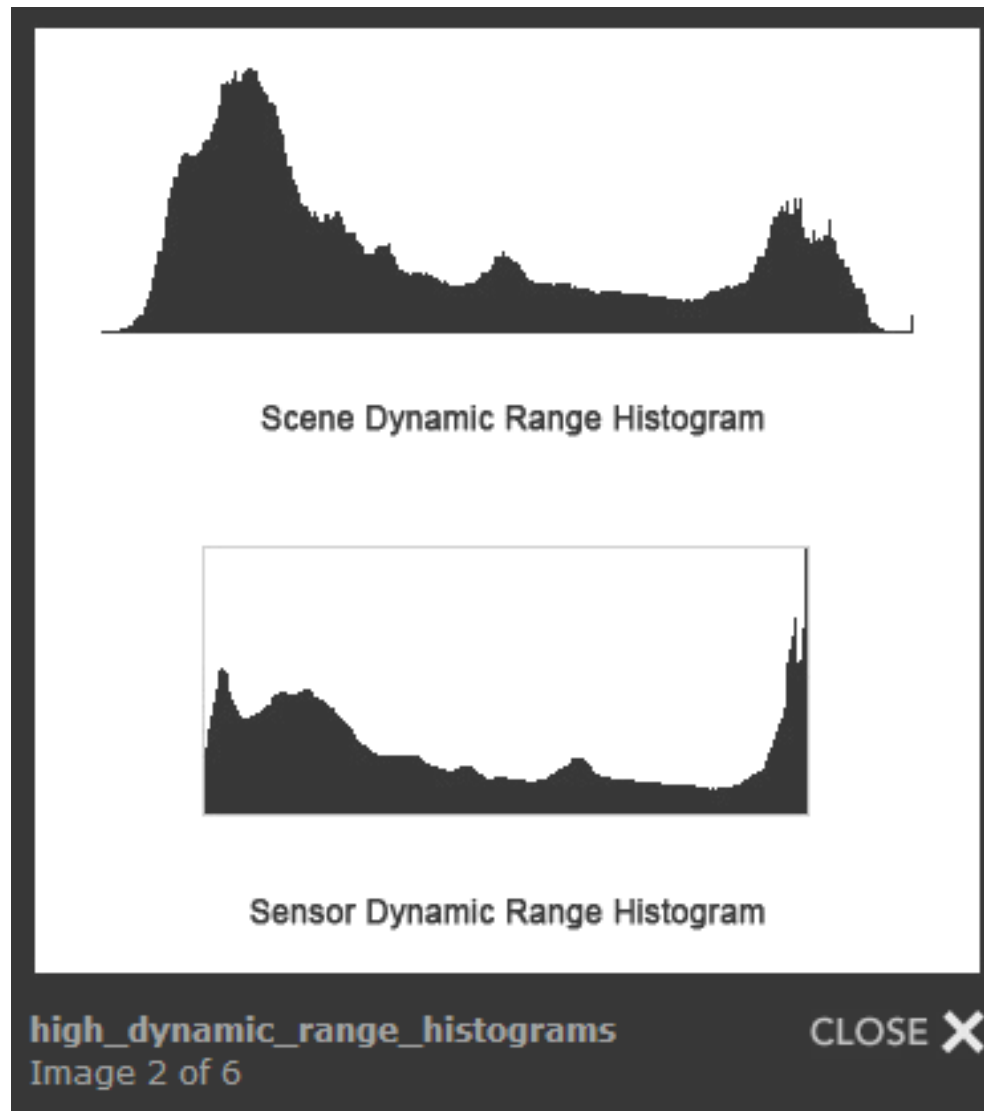 Scene Dynamic Range Histogram
Sensor Dynamic Range Histogram
high_dynamic_range_histograms
CLOSE X
Image 2 of 6